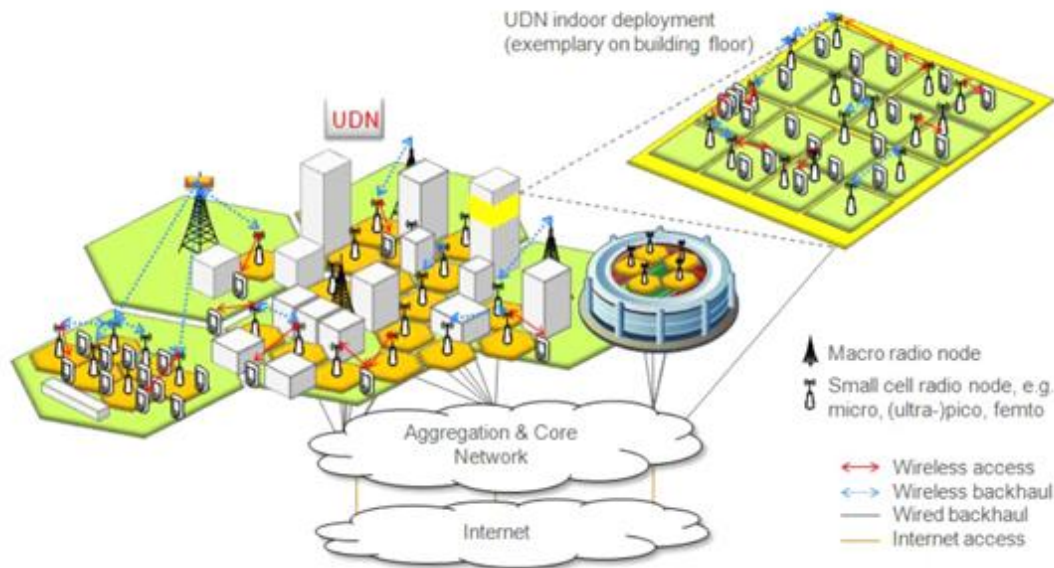 UDN indoor deployment
(exemplary on building floor)
UDN
Macro radio node
Small cell radio node, e.g.
micro, (ultra-)pico, femto
Aggregation & Core
Network
Wireless access
Wireless backhaul
Wired backhaul
Internet access
Internet